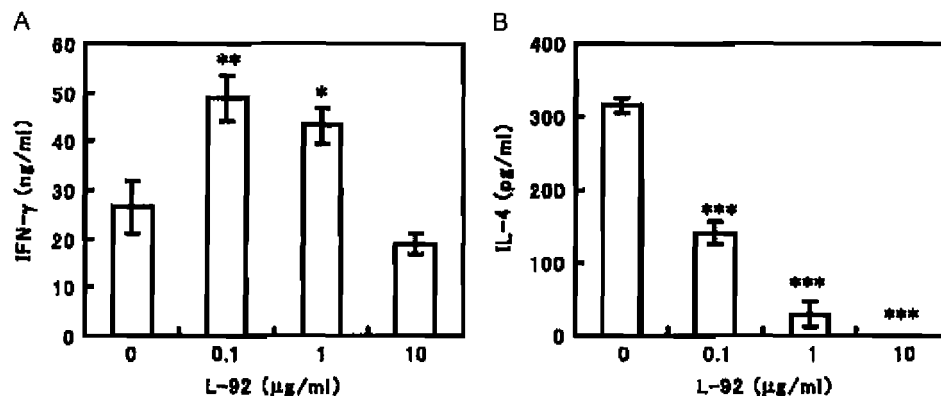 A
60
50
40
30
20
10
0
IFN-γ (ng/ml)
**
*
0 0.1 1 10
L-92 (μg/ml)
B
400
300
200
100
0
IL-4 (pg/ml)
***
***
***
0 0.1 1 10
L-92 (μg/ml)